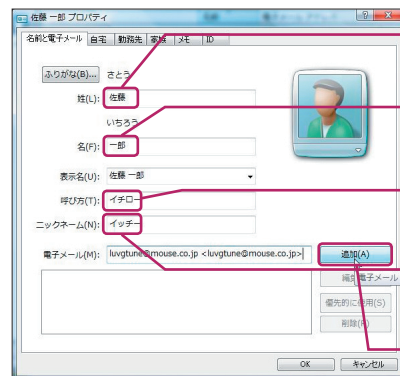 佐藤 一郎 プロパティ
名前と電子メール 自宅 勤務先 家族 メモ ID
ふりがな(B)... さとう
姓(L): 佐藤
いちろう
名(F): 一郎
表示名(U): 佐藤 一郎
呼び方(T): イチロー
ニックネーム(N): イッチー
電子メール(M): luvgtune@mouse.co.jp <luvgtune@mouse.co.jp> 追加(A)
電子メール
優先的に使用(S)
削除
OK キャンセル